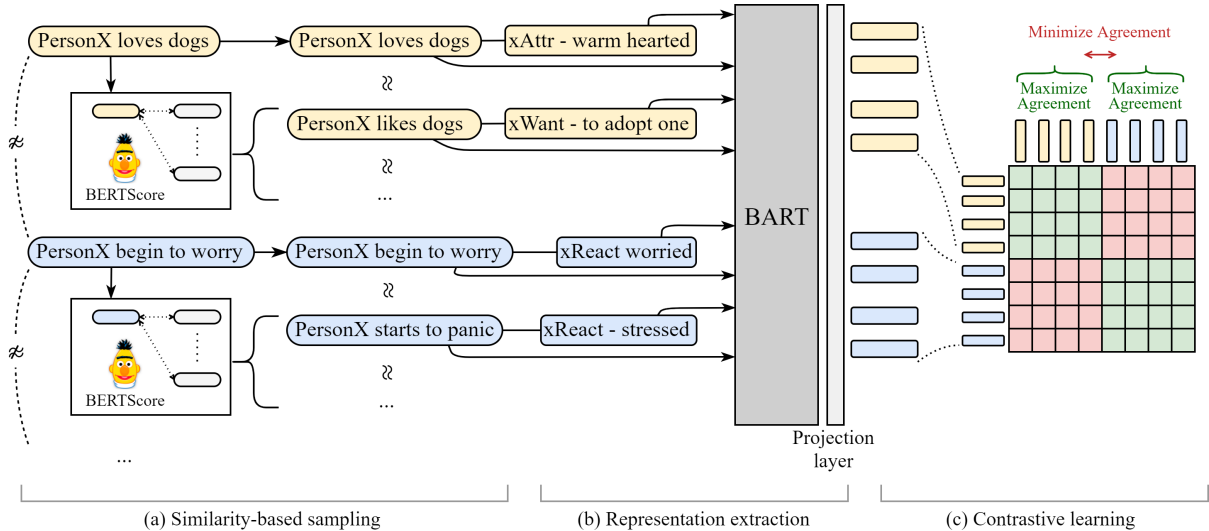 PersonX loves dogs
PersonX loves dogs
xAttr - warm hearted
PersonX likes dogs
xWant - to adopt one
BERTScore
...
PersonX begin to worry
PersonX begin to worry
xReact worried
PersonX starts to panic
xReact - stressed
BERTScore
...
...
BART
Projection
layer
Minimize Agreement
Maximize
Agreement
Maximize
Agreement
(a) Similarity-based sampling
(b) Representation extraction
(c) Contrastive learning